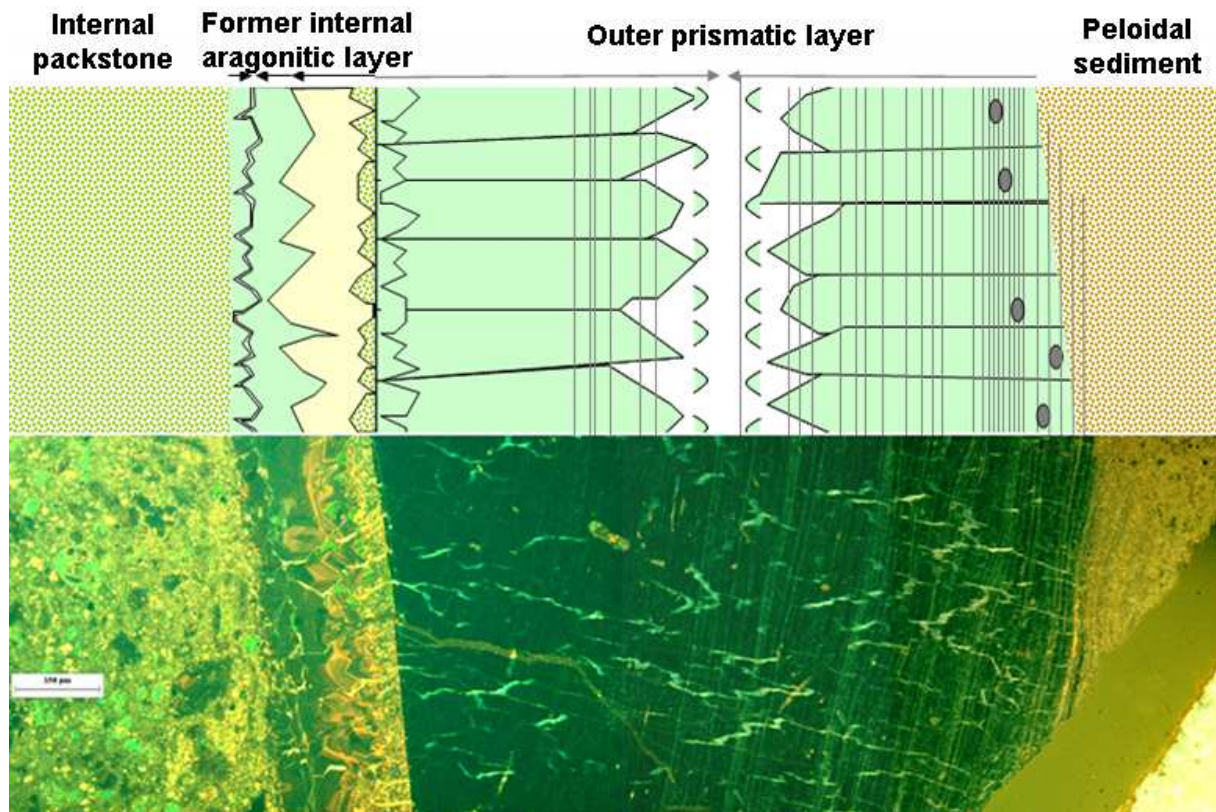 Internal
packstone
Former internal
aragonitic layer
Outer prismatic layer
Peloidal
sediment